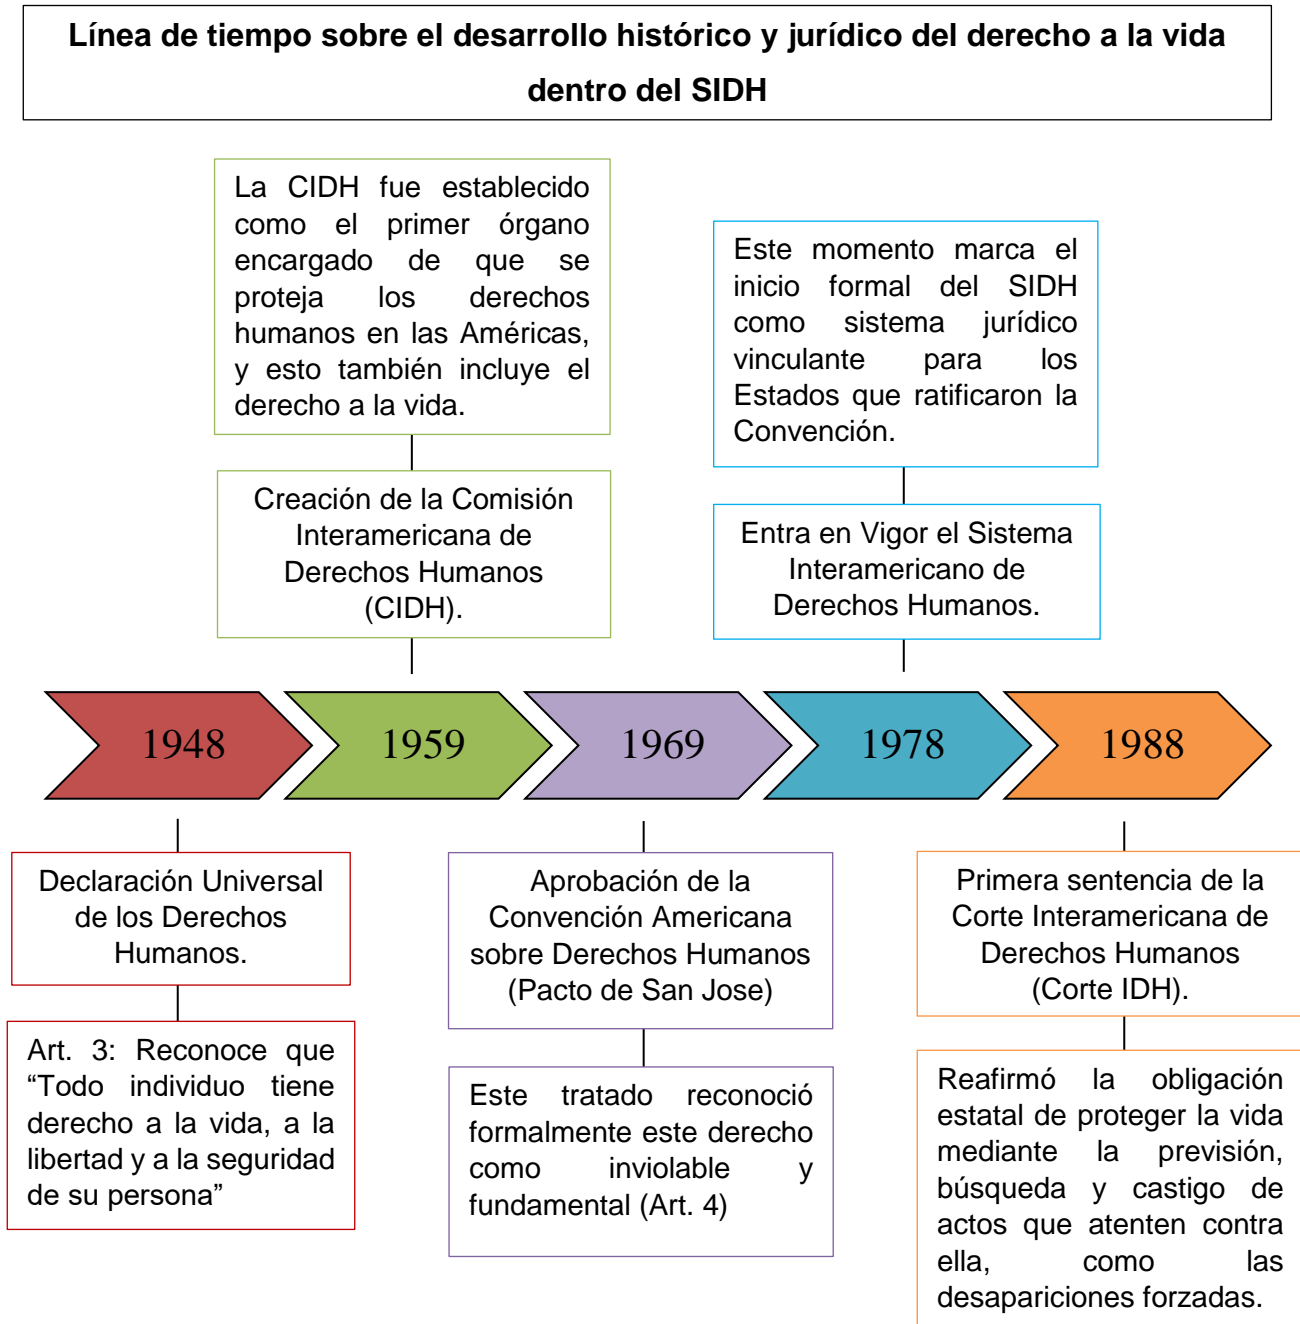 Línea de tiempo sobre el desarrollo histórico y jurídico del derecho a la vida
dentro del SIDH
La CIDH fue establecido
como el primer órgano
encargado de que se
proteja los derechos
humanos en las Américas,
y esto también incluye el
derecho a la vida.
Este momento marca el
inicio formal del SIDH
como sistema jurídico
vinculante para los
Estados que ratificaron la
Convención.
Creación de la Comisión
Interamericana de
Derechos Humanos
(CIDH).
Entra en Vigor el Sistema
Interamericano de
Derechos Humanos.
1948
1959
1969
1978
1988
Declaración Universal
de los Derechos
Humanos.
Art. 3: Reconoce que
“Todo individuo tiene
derecho a la vida, a la
libertad y a la seguridad
de su persona”
Aprobación de la
Convención Americana
sobre Derechos Humanos
(Pacto de San Jose)
Este tratado reconoció
formalmente este derecho
como inviolable y
fundamental (Art. 4)
Primera sentencia de la
Corte Interamericana de
Derechos Humanos
(Corte IDH).
Reafirmó la obligación
estatal de proteger la vida
mediante la previsión,
búsqueda y castigo de
actos que atenten contra
ella, como las
desapariciones forzadas.